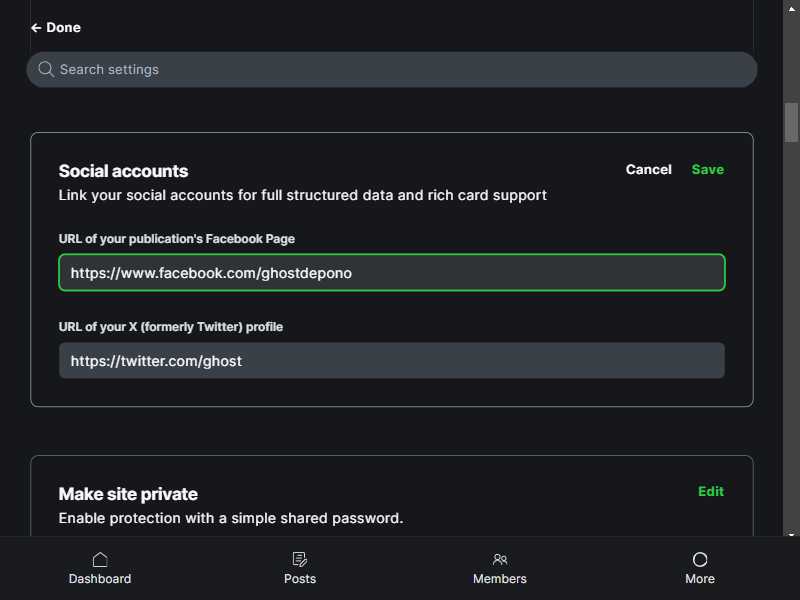 Done
Search settings
Social accounts
Cancel
Save
Link your social accounts for full structured data and rich card support
URL of your publication's Facebook Page
https://www.facebook.com/ghostdepono
URL of your X (formerly Twitter) profile
https://twitter.com/ghost
Make site private
Edit
Enable protection with a simple shared password.
Dashboard
Posts
Members
More